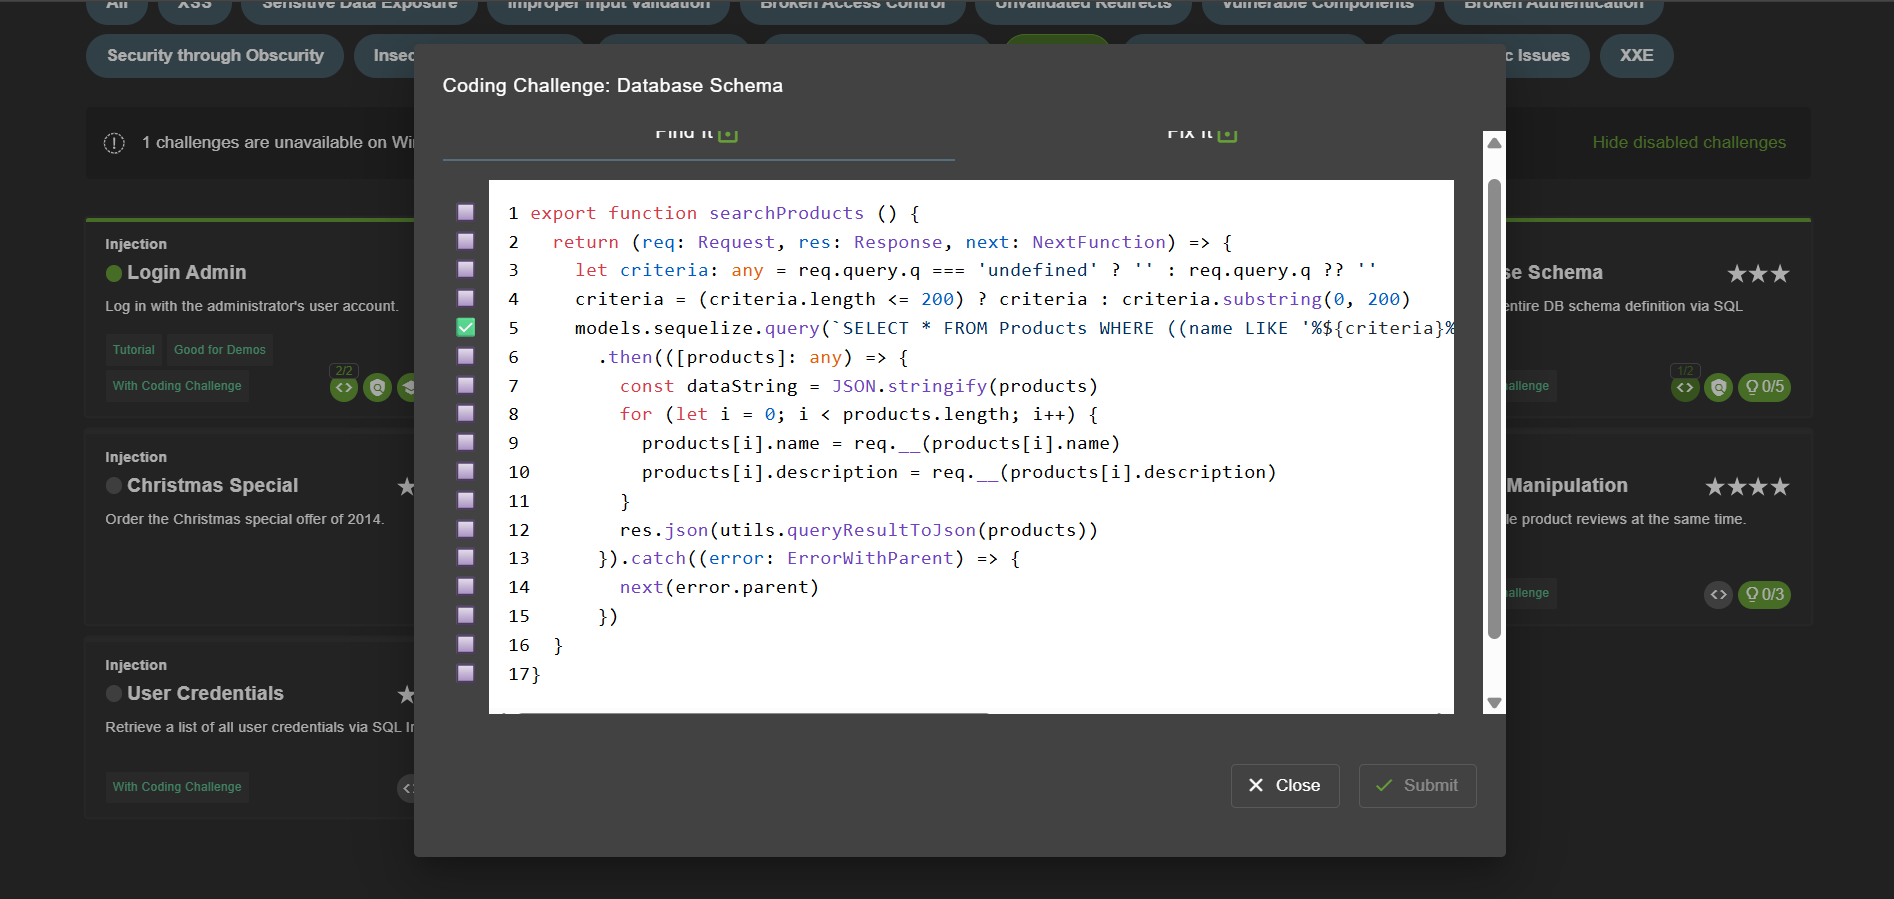 All
XSS
Sensitive Data Exposure
Improper Input Validation
Broken Access Control
Unvalidated Redirects
Vulnerable Components
Broken Authentication
Security through Obscurity
Insec
c Issues
XXE
Coding Challenge: Database Schema
1 challenges are unavailable on Wi
Hide disabled challenges
Find It
Fix It
1 export function searchProducts () {
2   return (req: Request, res: Response, next: NextFunction) => {
3     let criteria: any = req.query.q === 'undefined' ? '' : req.query.q ?? ''
4     criteria = (criteria.length <= 200) ? criteria : criteria.substring(0, 200)
5     models.sequelize.query(`SELECT * FROM Products WHERE ((name LIKE '%${criteria}%
6       .then(([products]: any) => {
7         const dataString = JSON.stringify(products)
8         for (let i = 0; i < products.length; i++) {
9           products[i].name = req.__(products[i].name)
10           products[i].description = req.__(products[i].description)
11         }
12         res.json(utils.queryResultToJson(products))
13       }).catch((error: ErrorWithParent) => {
14         next(error.parent)
15       })
16   }
17}
Close
Submit
Injection
Login Admin
Log in with the administrator's user account.
Tutorial
Good for Demos
With Coding Challenge
2/2
<>
Injection
Christmas Special
Order the Christmas special offer of 2014.
Injection
User Credentials
Retrieve a list of all user credentials via SQL In
With Coding Challenge
se Schema
entire DB schema definition via SQL
allenge
1/2
<>
0/5
Manipulation
le product reviews at the same time.
allenge
<>
0/3